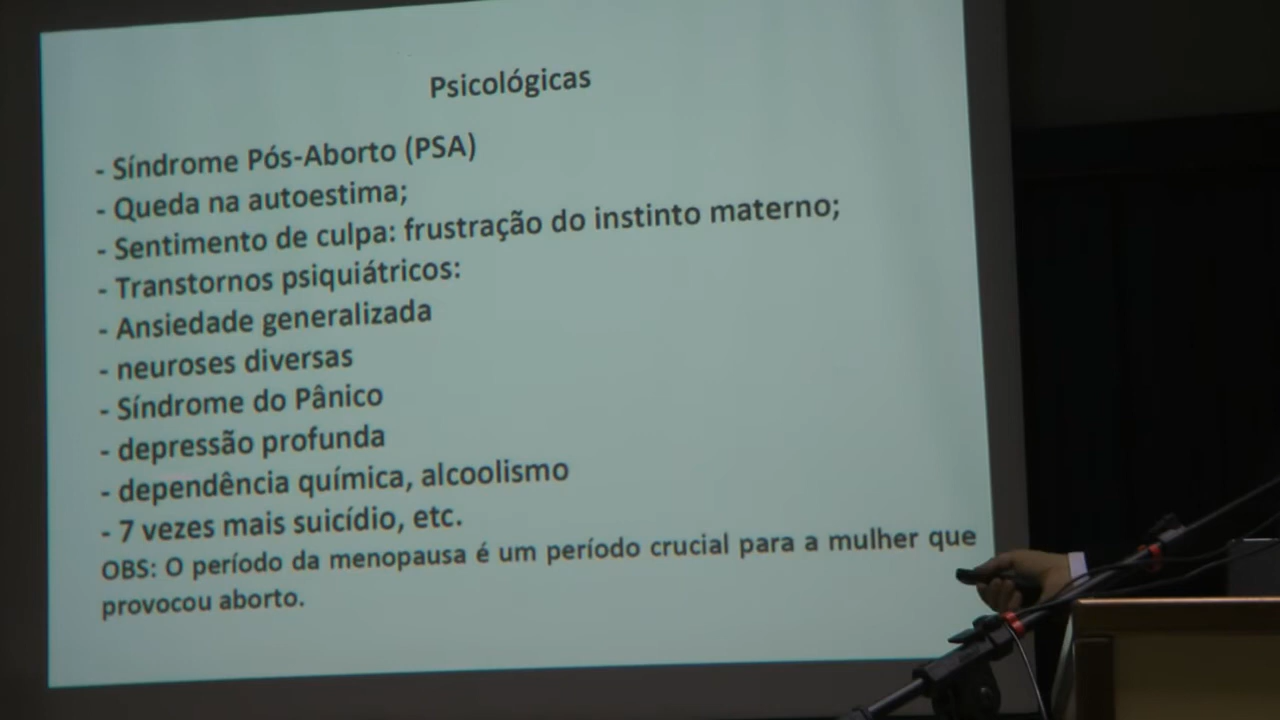 Psicológicas
- Síndrome Pós-Aborto (PSA)
- Queda na autoestima;
- Sentimento de culpa: frustração do instinto materno;
- Transtornos psiquiátricos:
- Ansiedade generalizada
- neuroses diversas
- Síndrome do Pânico
- depressão profunda
- dependência química, alcoolismo
- 7 vezes mais suicídio, etc.
OBS: O período da menopausa é um período crucial para a mulher que
provocou aborto.